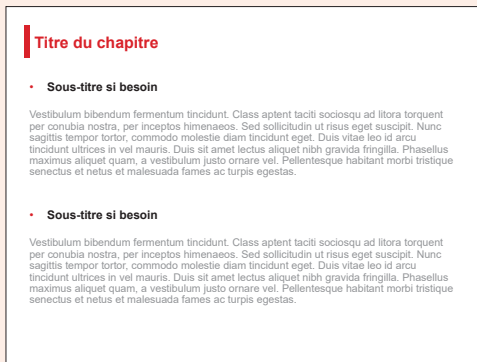 Titre du chapitre
• Sous-titre si besoin
Vestibulum bibendum fermentum tincidunt. Class aptent taciti sociosqu ad litora torquent
per conubia nostra, per inceptos himenaeos. Sed sollicitudin ut risus eget suscipit. Nunc
sagittis tempor tortor, commodo molestie diam tincidunt eget. Duis vitae leo id arcu
tincidunt ultrices in vel mauris. Duis sit amet lectus aliquet nibh gravida fringilla. Phasellus
maximus aliquet quam, a vestibulum justo ornare vel. Pellentesque habitant morbi tristique
senectus et netus et malesuada fames ac turpis egestas.
• Sous-titre si besoin
Vestibulum bibendum fermentum tincidunt. Class aptent taciti sociosqu ad litora torquent
per conubia nostra, per inceptos himenaeos. Sed sollicitudin ut risus eget suscipit. Nunc
sagittis tempor tortor, commodo molestie diam tincidunt eget. Duis vitae leo id arcu
tincidunt ultrices in vel mauris. Duis sit amet lectus aliquet nibh gravida fringilla. Phasellus
maximus aliquet quam, a vestibulum justo ornare vel. Pellentesque habitant morbi tristique
senectus et netus et malesuada fames ac turpis egestas.